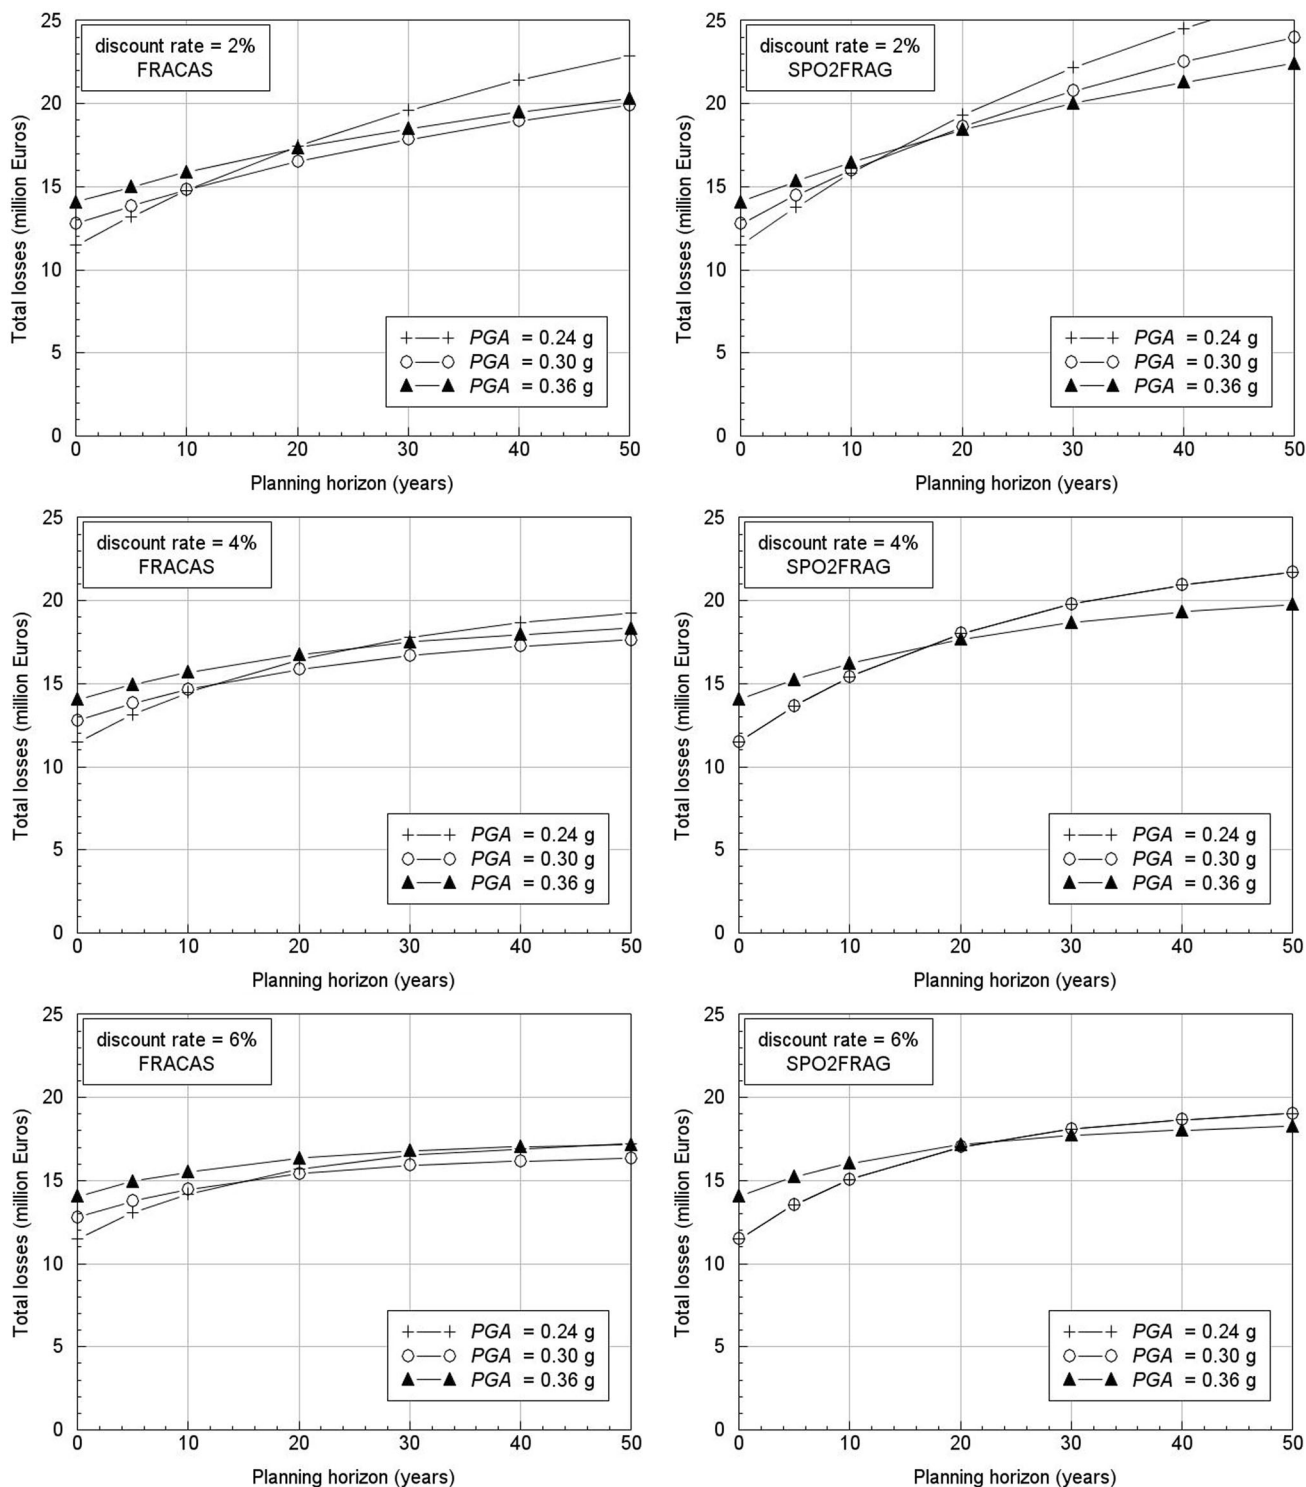 discount rate = 2%
FRACAS
Total losses (million Euros)
25
20
15
10
5
0
PGA = 0.24 g
PGA = 0.30 g
PGA = 0.36 g
0 10 20 30 40 50
Planning horizon (years)
discount rate = 2%
SPO2FRAG
Total losses (million Euros)
25
20
15
10
5
0
PGA = 0.24 g
PGA = 0.30 g
PGA = 0.36 g
0 10 20 30 40 50
Planning horizon (years)
discount rate = 4%
FRACAS
Total losses (million Euros)
25
20
15
10
5
0
PGA = 0.24 g
PGA = 0.30 g
PGA = 0.36 g
0 10 20 30 40 50
Planning horizon (years)
discount rate = 4%
SPO2FRAG
Total losses (million Euros)
25
20
15
10
5
0
PGA = 0.24 g
PGA = 0.30 g
PGA = 0.36 g
0 10 20 30 40 50
Planning horizon (years)
discount rate = 6%
FRACAS
Total losses (million Euros)
25
20
15
10
5
0
PGA = 0.24 g
PGA = 0.30 g
PGA = 0.36 g
0 10 20 30 40 50
Planning horizon (years)
discount rate = 6%
SPO2FRAG
Total losses (million Euros)
25
20
15
10
5
0
PGA = 0.24 g
PGA = 0.30 g
PGA = 0.36 g
0 10 20 30 40 50
Planning horizon (years)